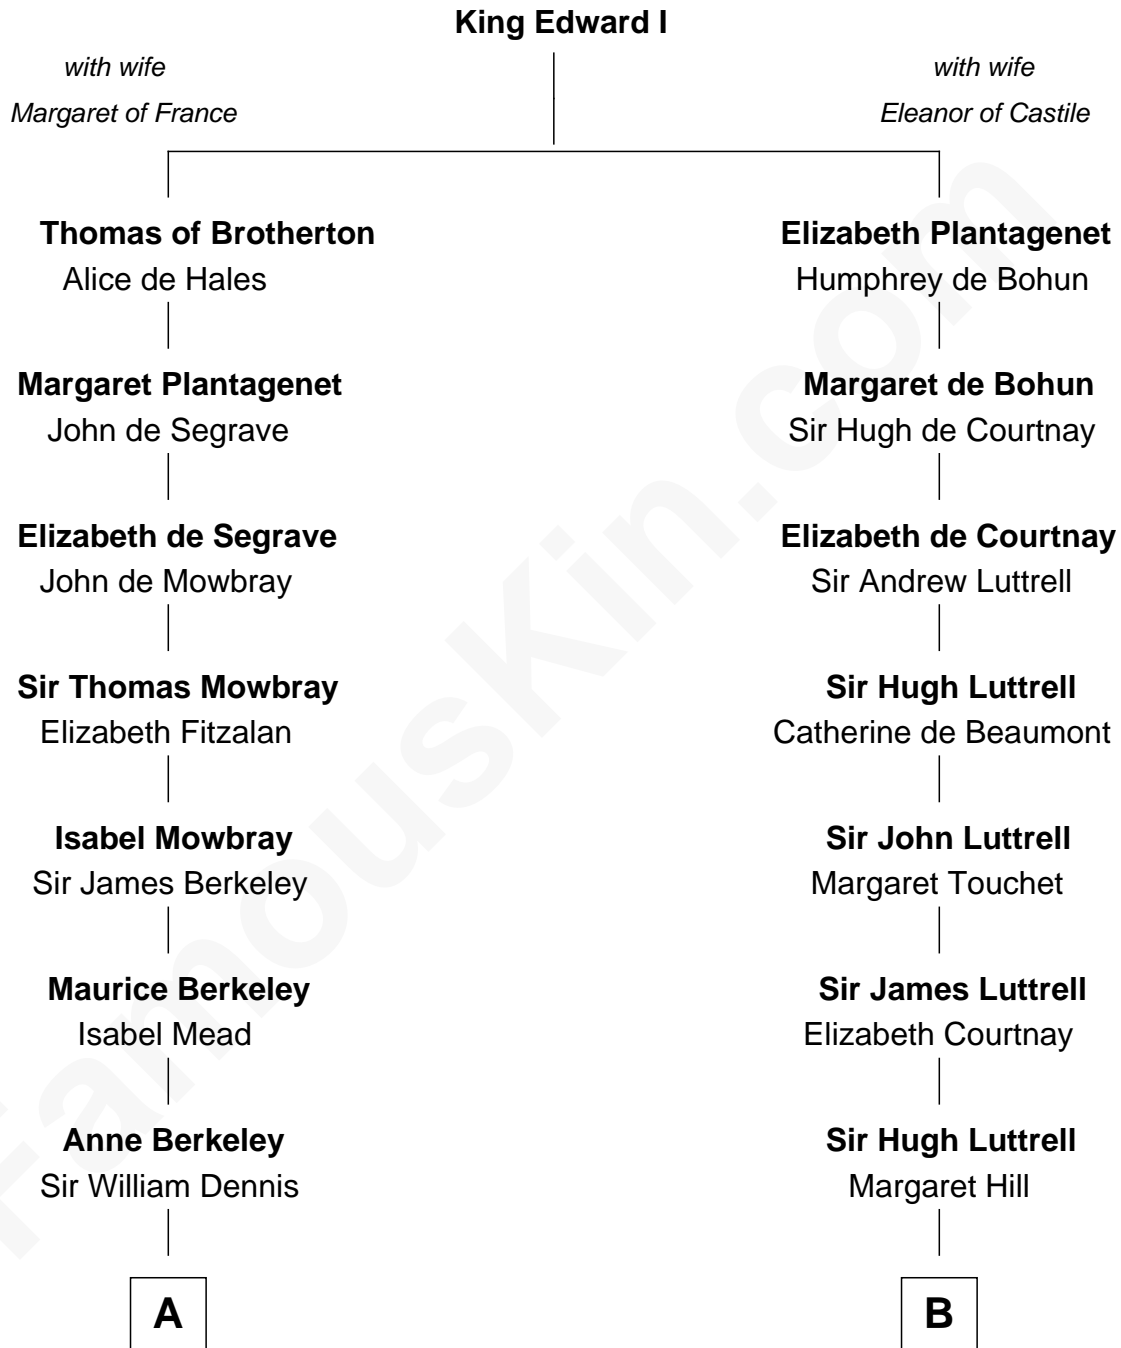 King Edward I
with wife
Margaret of France
with wife
Eleanor of Castile
Thomas of Brotherton
Alice de Hales
Elizabeth Plantagenet
Humphrey de Bohun
Margaret Plantagenet
John de Segrave
Margaret de Bohun
Sir Hugh de Courtnay
Elizabeth de Segrave
John de Mowbray
Elizabeth de Courtnay
Sir Andrew Luttrell
Sir Thomas Mowbray
Elizabeth Fitzalan
Sir Hugh Luttrell
Catherine de Beaumont
Isabel Mowbray
Sir James Berkeley
Sir John Luttrell
Margaret Touchet
Maurice Berkeley
Isabel Mead
Sir James Luttrell
Elizabeth Courtnay
Anne Berkeley
Sir William Dennis
Sir Hugh Luttrell
Margaret Hill
A
B
FamousKin.com